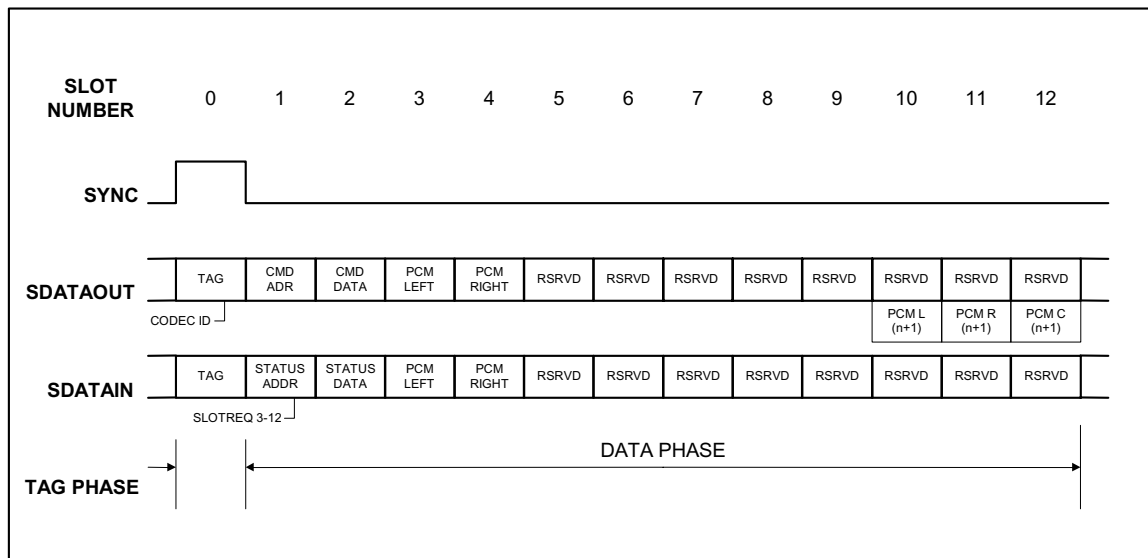 SLOT
NUMBER
0 1 2 3 4 5 6 7 8 9 10 11 12
SYNC
SDATAOUT
TAG
CMD
ADR
CMD
DATA
PCM
LEFT
PCM
RIGHT
RSRVD
RSRVD
RSRVD
RSRVD
RSRVD
RSRVD
RSRVD
RSRVD
CODEC ID
PCM L
(n+1)
PCM R
(n+1)
PCM C
(n+1)
SDATAIN
TAG
STATUS
ADDR
STATUS
DATA
PCM
LEFT
PCM
RIGHT
RSRVD
RSRVD
RSRVD
RSRVD
RSRVD
RSRVD
RSRVD
RSRVD
SLOTREQ 3-12
DATA PHASE
TAG PHASE